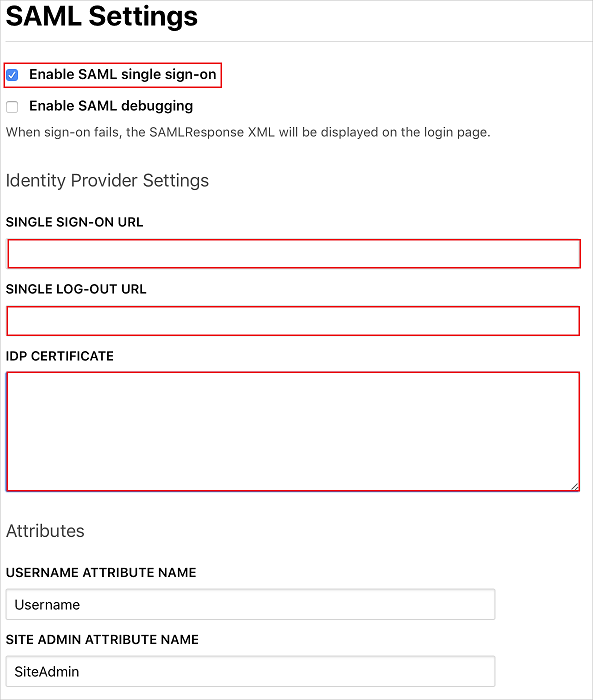 SAML Settings
Enable SAML single sign-on
Enable SAML debugging
When sign-on fails, the SAMLResponse XML will be displayed on the login page.
Identity Provider Settings
SINGLE SIGN-ON URL
SINGLE LOG-OUT URL
IDP CERTIFICATE
Attributes
USERNAME ATTRIBUTE NAME
Username
SITE ADMIN ATTRIBUTE NAME
SiteAdmin